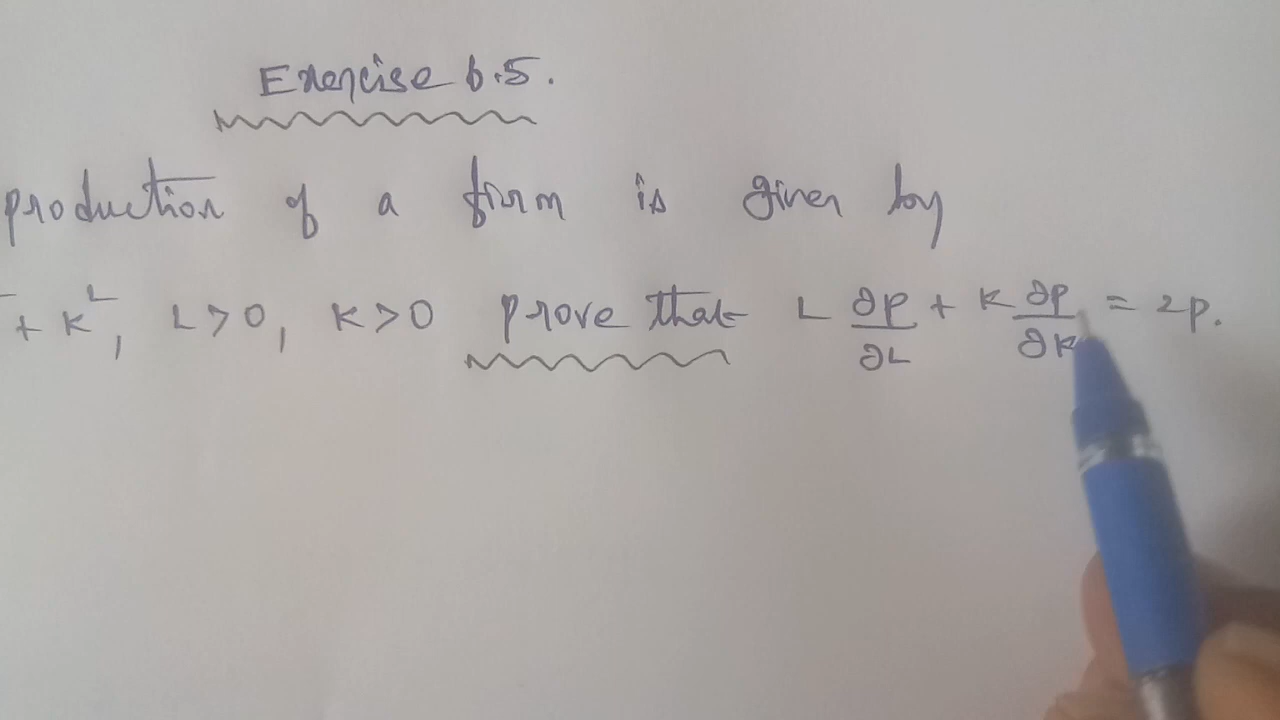 Exercise 6.5.
production of a firm is given by
+ K², L>0, K>0 prove that L ∂P/∂L + K ∂P/∂K = 2P.